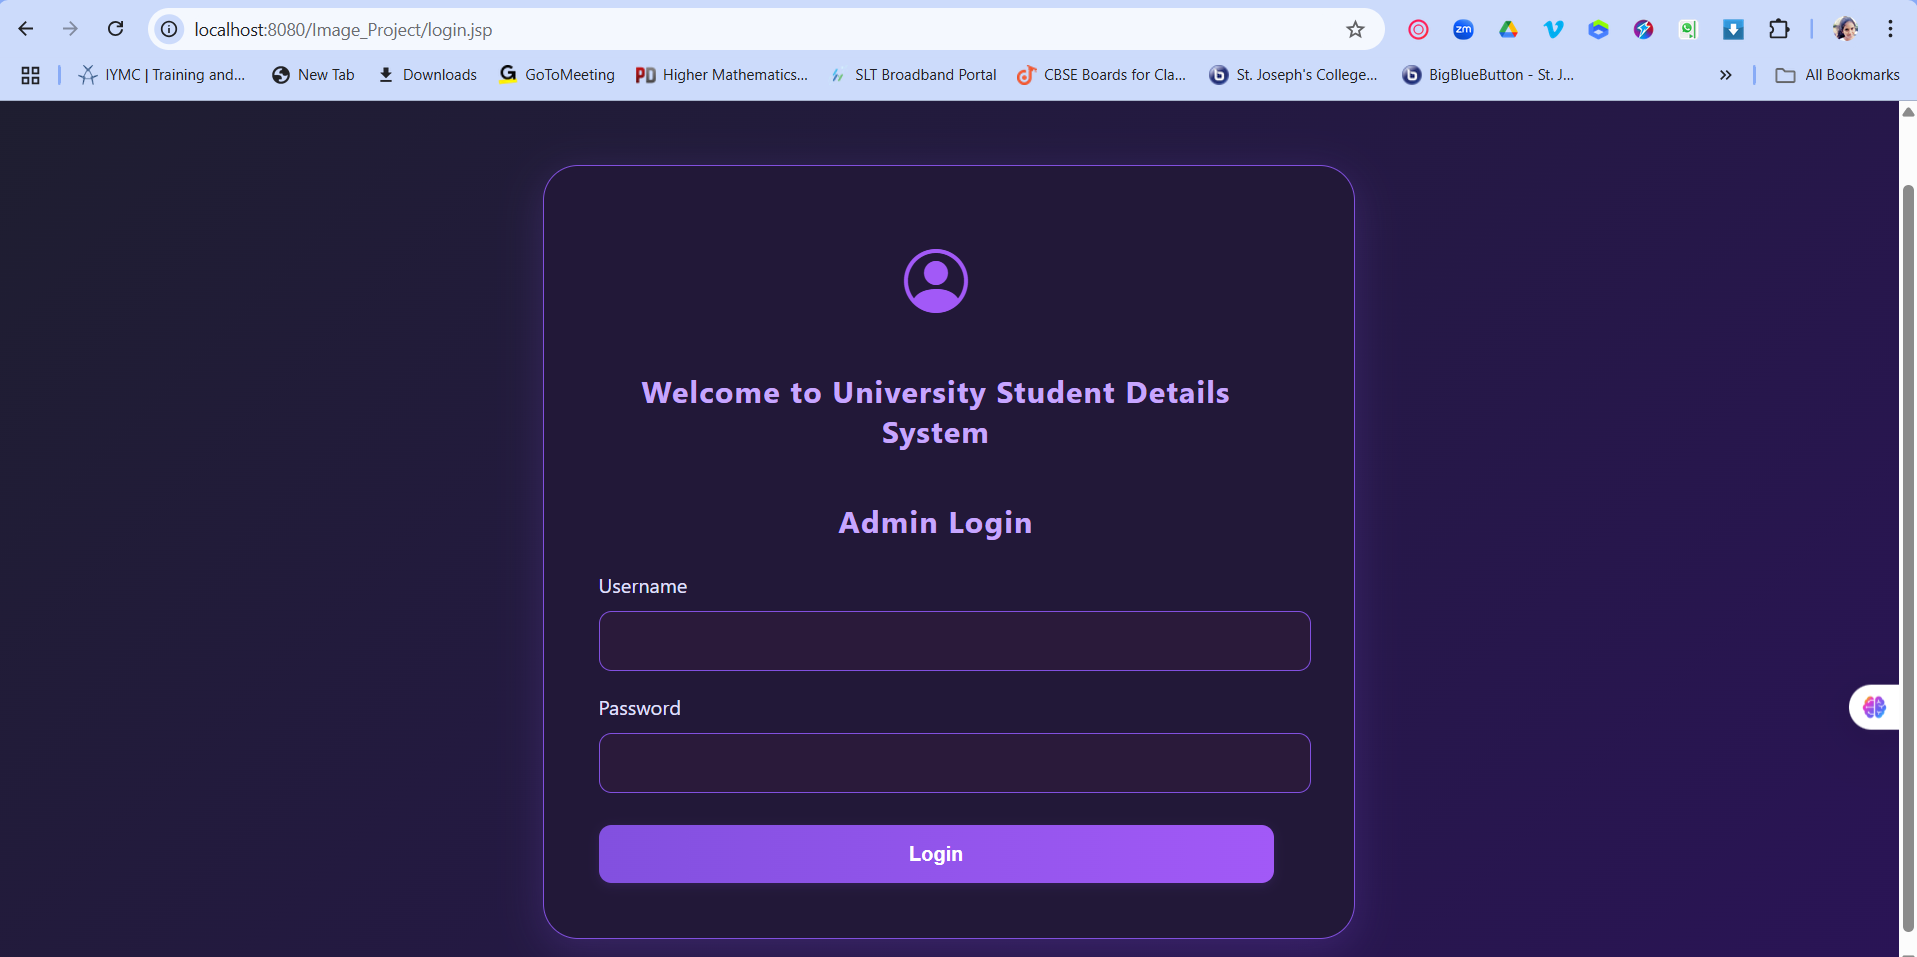 localhost:8080/Image_Project/login.jsp
zm
IYMC | Training and... New Tab Downloads G GoToMeeting PD Higher Mathematics... SLT Broadband Portal CBSE Boards for Cla... b St. Joseph's College... b BigBlueButton - St. J... » All Bookmarks
Welcome to University Student Details
System
Admin Login
Username
Password
Login